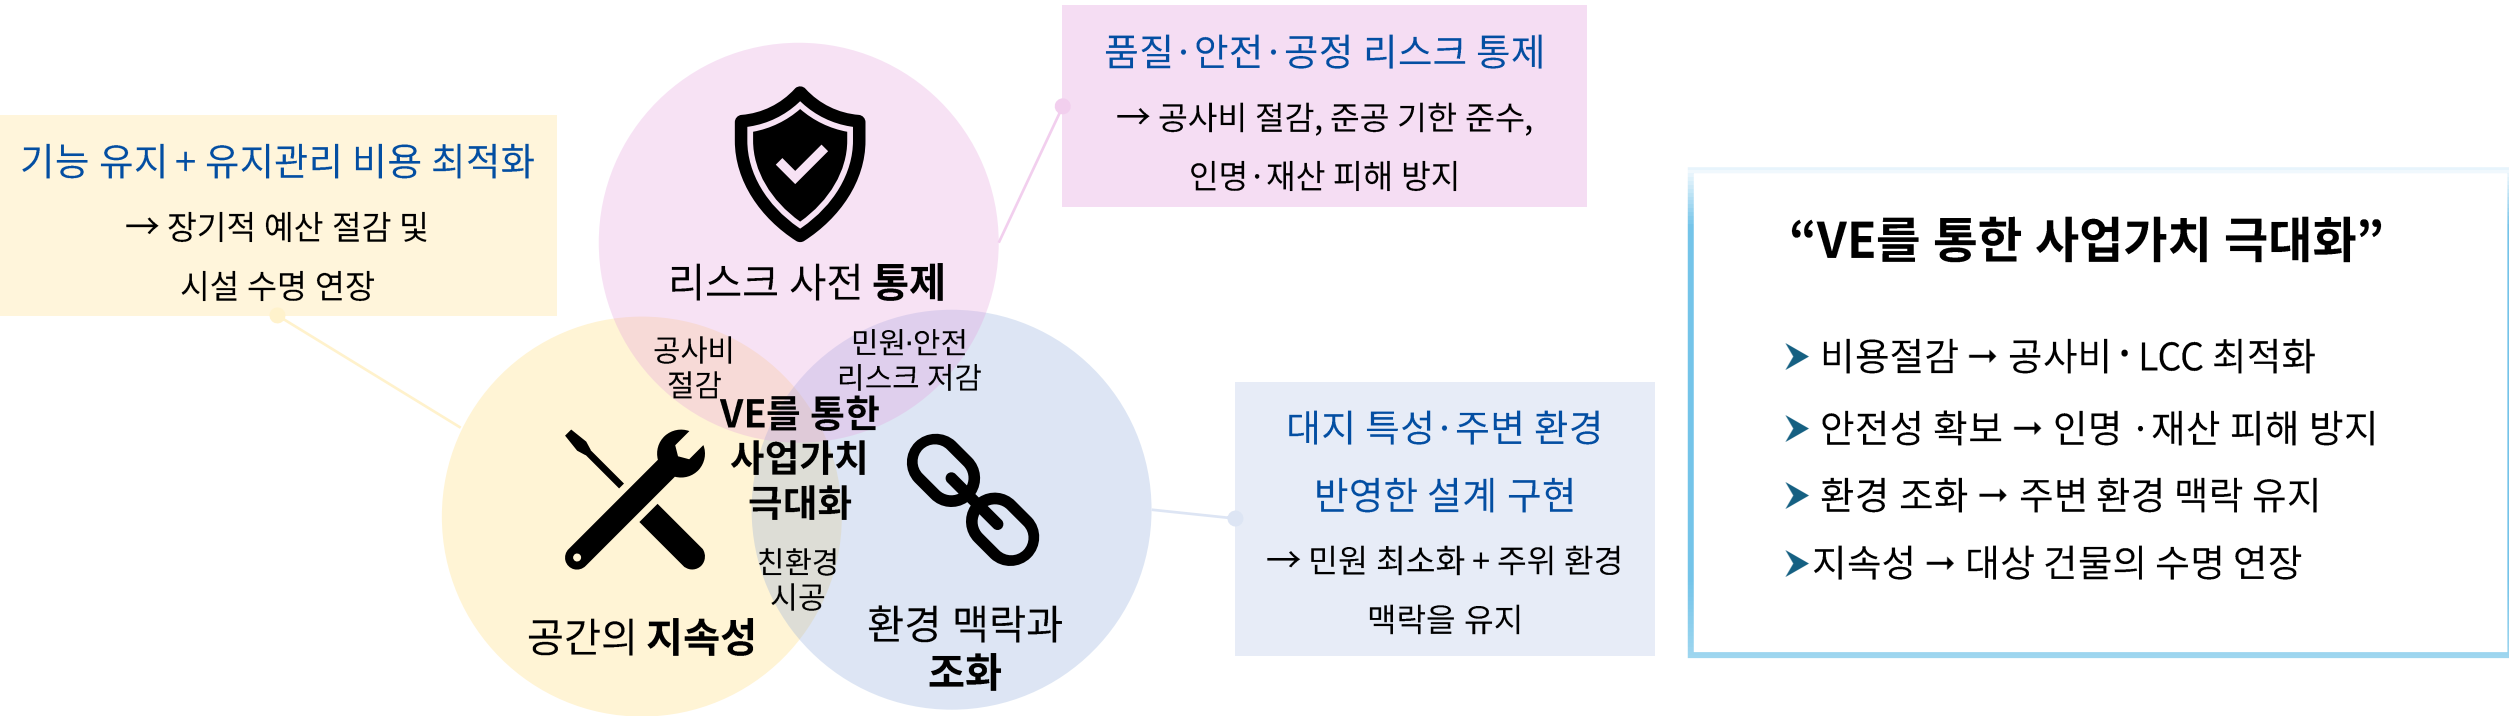 기능 유지 + 유지관리 비용 최적화
→ 장기적 예산 절감 및
시설 수명 연장
품질·안전·공정 리스크 통제
→ 공사비 절감, 준공 기한 준수,
인명·재산 피해 방지
리스크 사전 통제
공사비
절감
민원·안전
리스크 저감
VE를 통한
사업가치
극대화
친환경
시공
공간의 지속성
환경 맥락과
조화
대지 특성·주변 환경
반영한 설계 구현
→ 민원 최소화 + 주위 환경
맥락을 유지
“VE를 통한 사업가치 극대화”
➤ 비용절감 → 공사비·LCC 최적화
➤ 안전성 확보 → 인명 ·재산 피해 방지
➤ 환경 조화 → 주변 환경 맥락 유지
➤지속성 → 대상 건물의 수명 연장